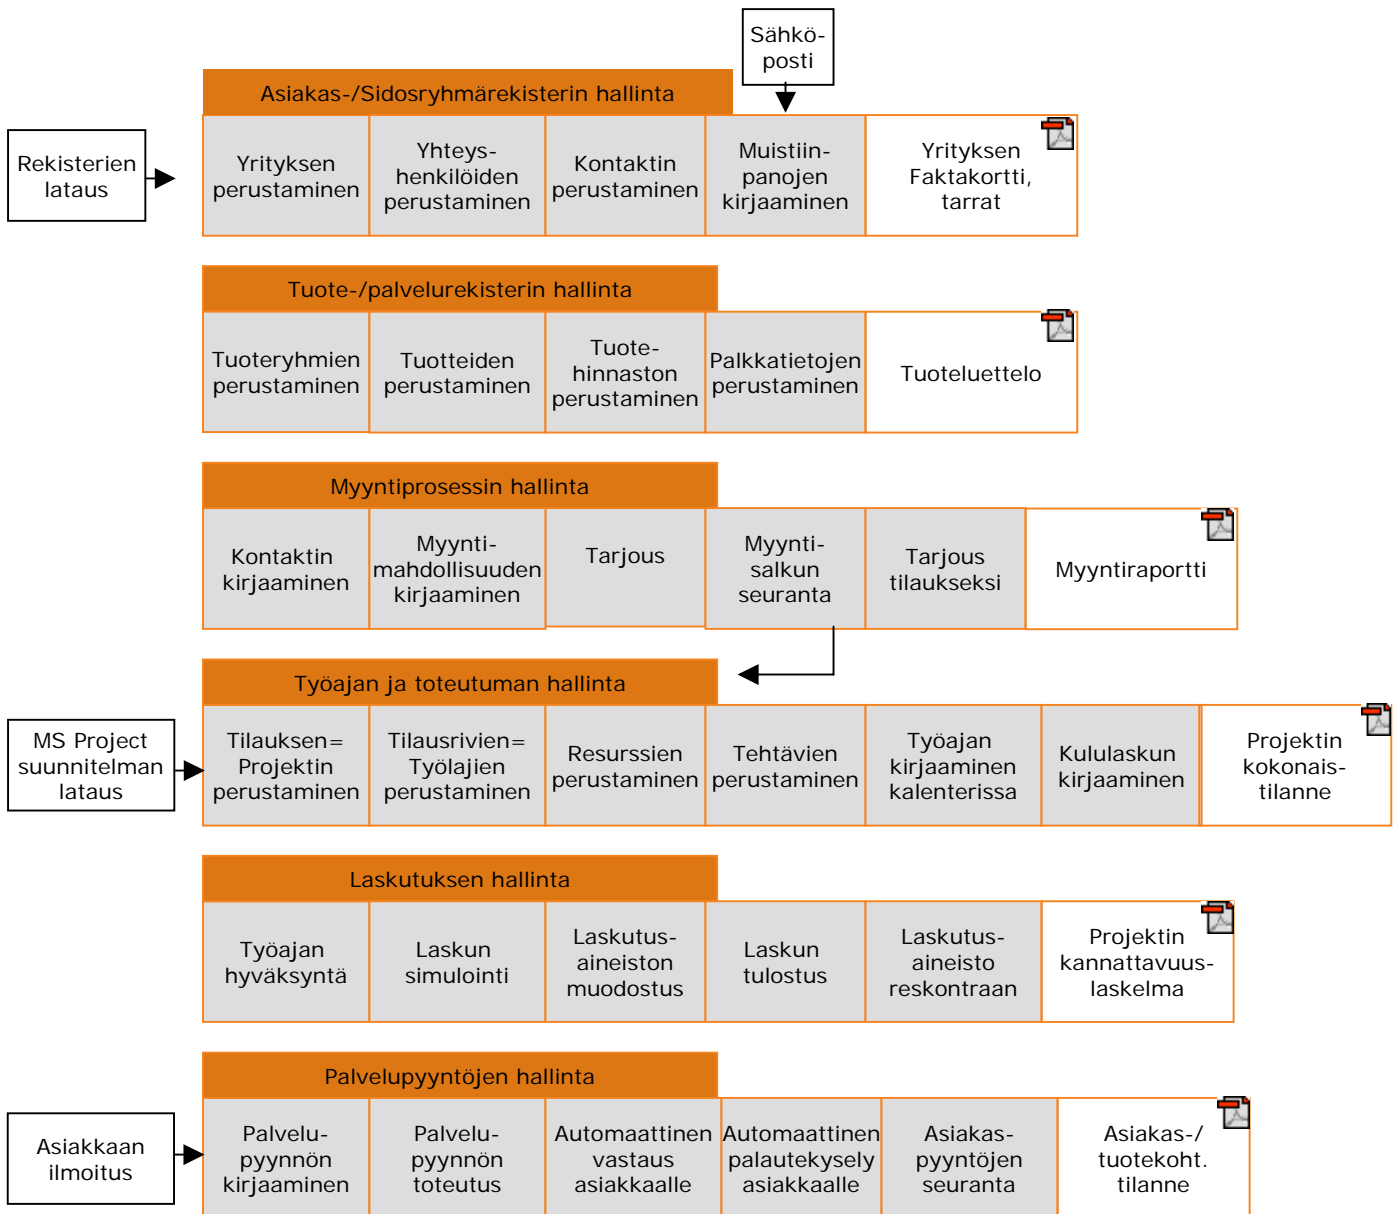 Sähkö-
posti
Asiakas-/Sidosryhmärekisterin hallinta
Rekisterien
lataus
Yrityksen
perustaminen
Yhteys-
henkilöiden
perustaminen
Kontaktin
perustaminen
Muistiin-
panojen
kirjaaminen
Yrityksen
Faktakortti,
tarrat
Tuote-/palvelurekisterin hallinta
Tuoteryhmien
perustaminen
Tuotteiden
perustaminen
Tuote-
hinnaston
perustaminen
Palkkatietojen
perustaminen
Tuoteluettelo
Myyntiprosessin hallinta
Kontaktin
kirjaaminen
Myynti-
mahdollisuuden
kirjaaminen
Tarjous
Myynti-
salkun
seuranta
Tarjous
tilaukseksi
Myyntiraportti
Työajan ja toteutuman hallinta
MS Project
suunnitelman
lataus
Tilauksen=
Projektin
perustaminen
Tilausrivien=
Työlajien
perustaminen
Resurssien
perustaminen
Tehtävien
perustaminen
Työajan
kirjaaminen
kalenterissa
Kululaskun
kirjaaminen
Projektin
kokonais-
tilanne
Laskutuksen hallinta
Työajan
hyväksyntä
Laskun
simulointi
Laskutus-
aineiston
muodostus
Laskun
tulostus
Laskutus-
aineisto
reskontraan
Projektin
kannattavuus-
laskelma
Palvelupyyntöjen hallinta
Asiakkaan
ilmoitus
Palvelu-
pyynnön
kirjaaminen
Palvelu-
pyynnön
toteutus
Automaattinen
vastaus
asiakkaalle
Automaattinen
palautekysely
asiakkaalle
Asiakas-
pyyntöjen
seuranta
Asiakas-/
tuotekoht.
tilanne